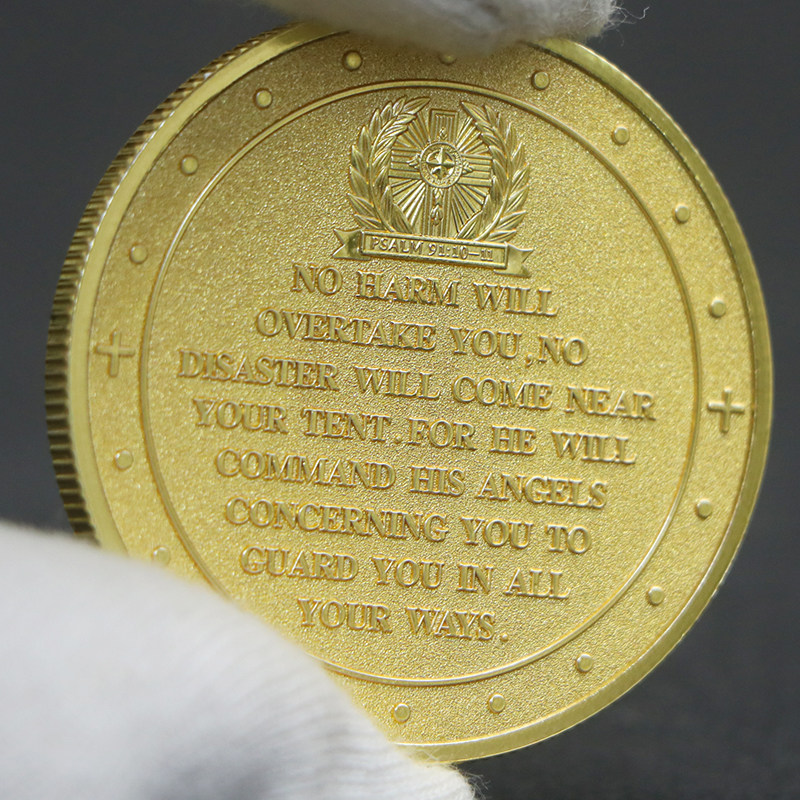 PSALM 91:10-11
NO HARM WILL
OVERTAKE YOU, NO
DISASTER WILL COME NEAR
YOUR TENT. FOR HE WILL
COMMAND HIS ANGELS
CONCERNING YOU TO
GUARD YOU IN ALL
YOUR WAYS.